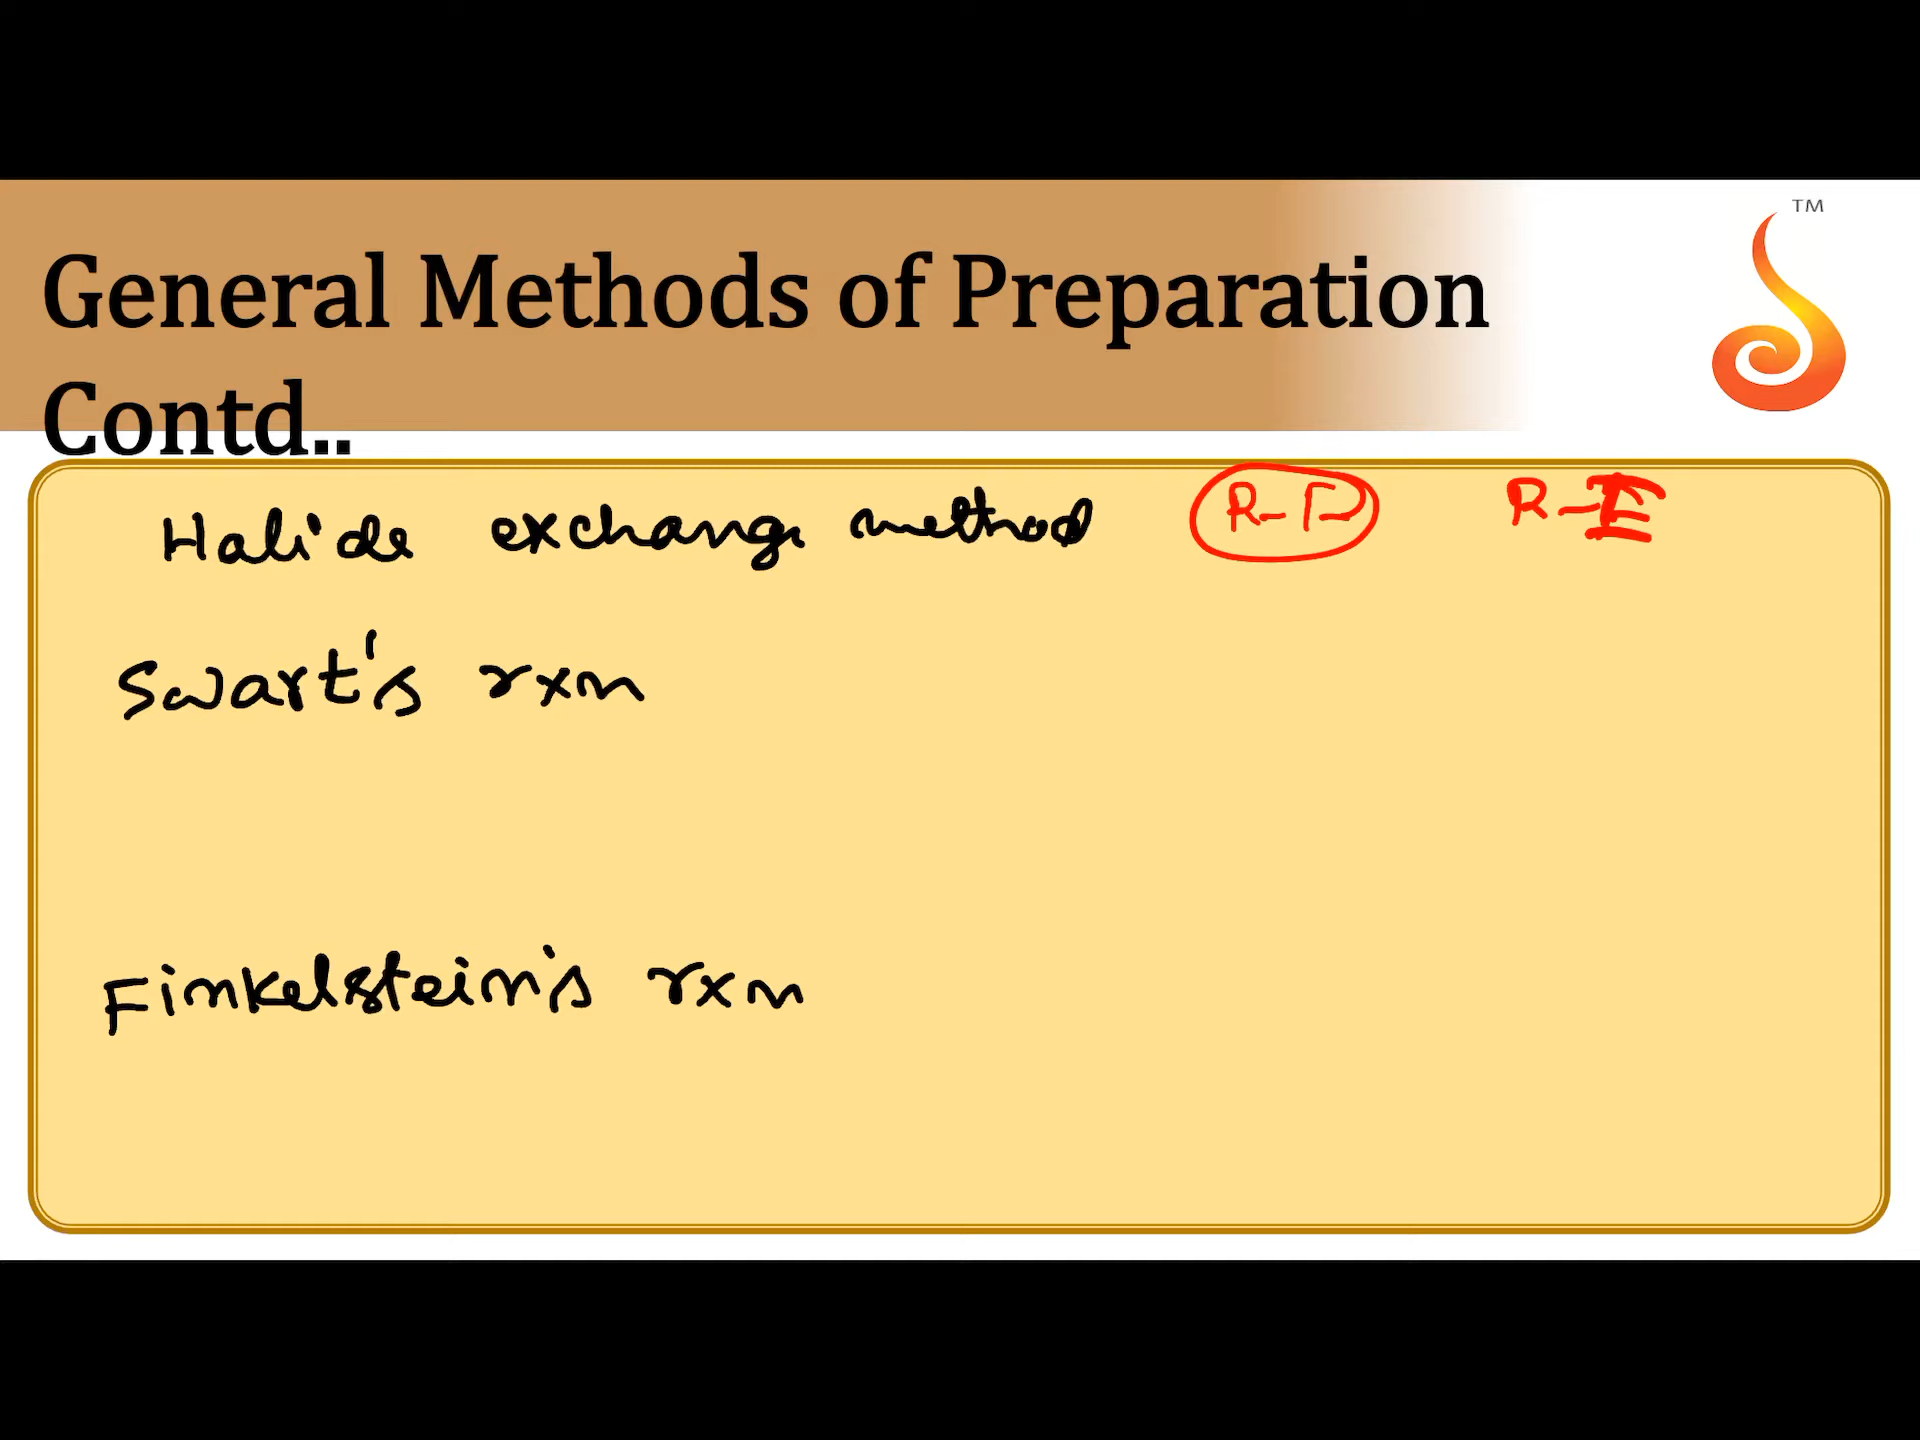 TM
General Methods of Preparation
Contd..
Halide exchange method R-F R-I
Swart's rxn
Finkelstein's rxn